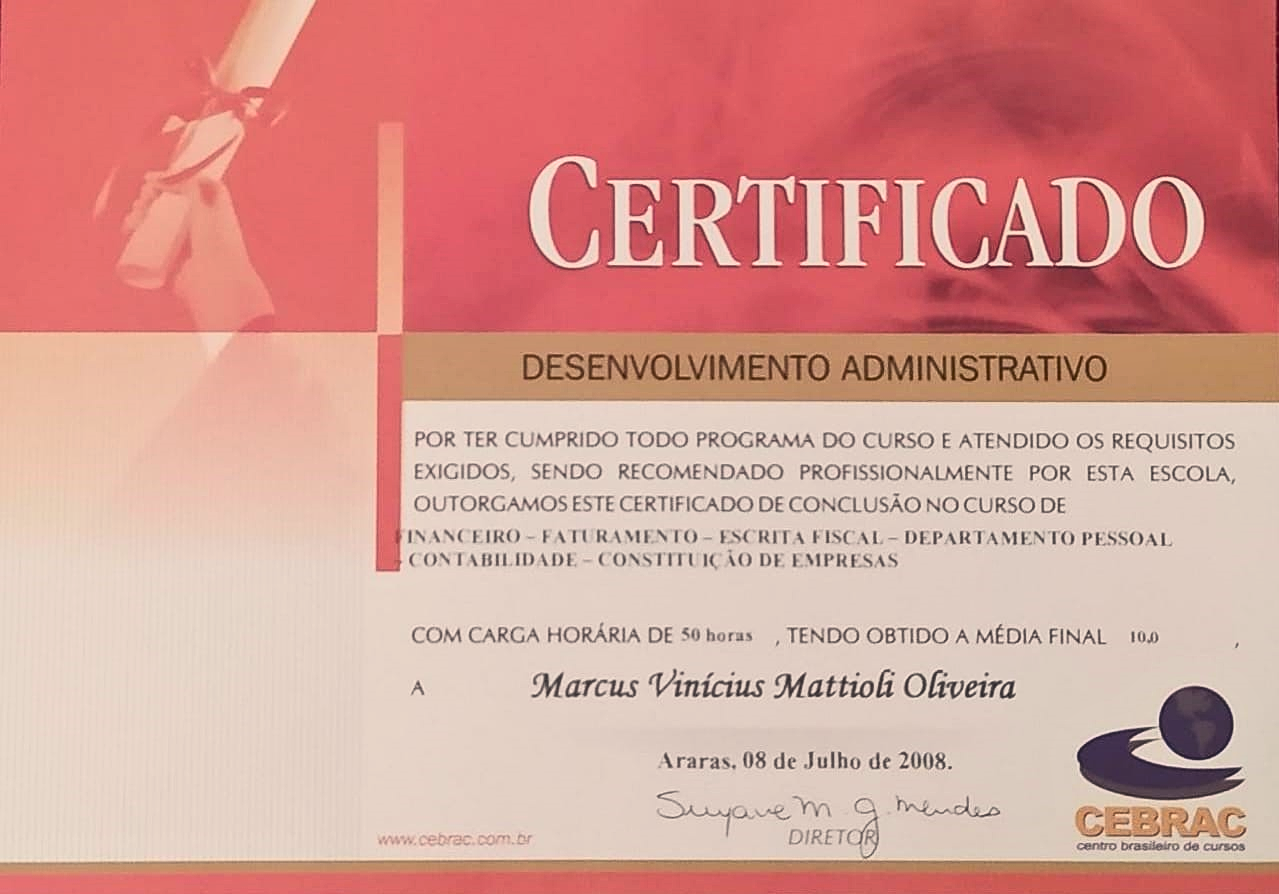 CERTIFICADO
DESENVOLVIMENTO ADMINISTRATIVO
POR TER CUMPRIDO TODO PROGRAMA DO CURSO E ATENDIDO OS REQUISITOS
EXIGIDOS, SENDO RECOMENDADO PROFISSIONALMENTE POR ESTA ESCOLA,
OUTORGAMOS ESTE CERTIFICADO DE CONCLUSÃO NO CURSO DE
FINANCEIRO – FATURAMENTO – ESCRITA FISCAL – DEPARTAMENTO PESSOAL
– CONTABILIDADE – CONSTITUIÇÃO DE EMPRESAS
COM CARGA HORÁRIA DE 50 horas , TENDO OBTIDO A MÉDIA FINAL 10,0 ,
A Marcus Vinícius Mattioli Oliveira
Araras, 08 de Julho de 2008.
Suyane M. G. Mendes
DIRETOR
www.cebrac.com.br
CEBRAC
centro brasileiro de cursos